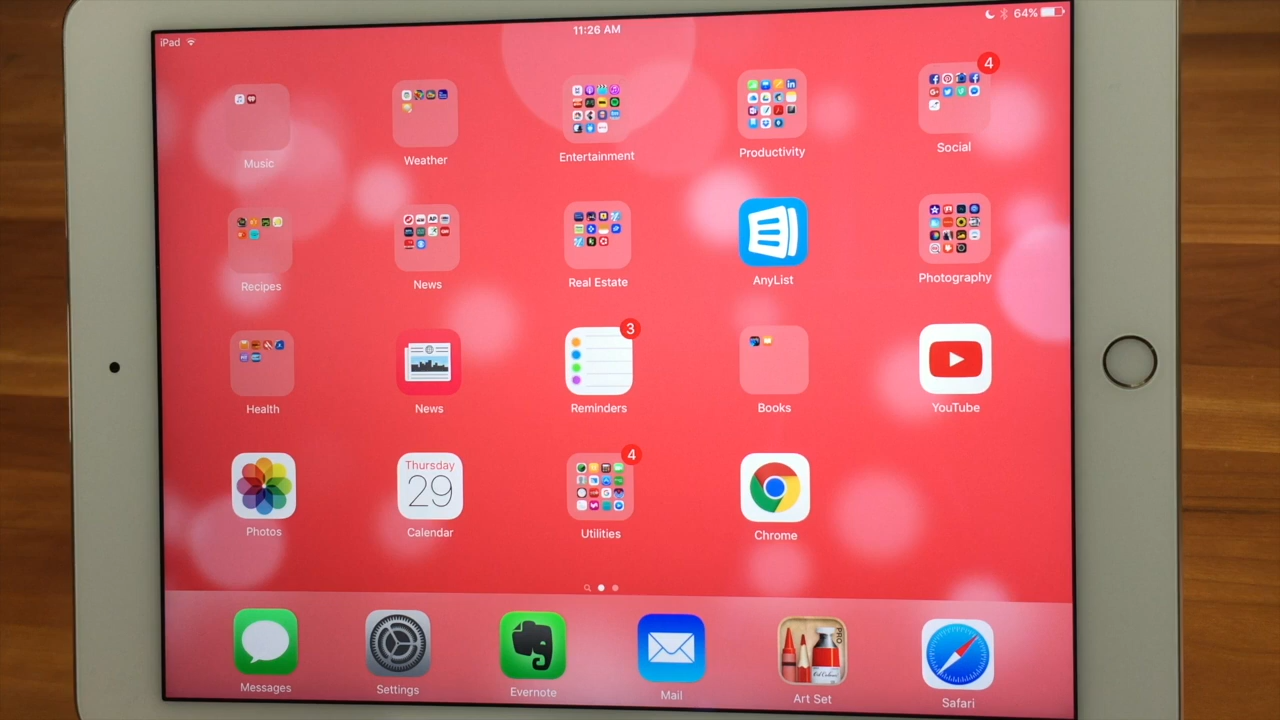 iPad
11:26 AM
64%
4
Music
Weather
Entertainment
Productivity
Social
Recipes
News
Real Estate
AnyList
Photography
3
Health
News
Reminders
Books
YouTube
Thursday
29
4
Photos
Calendar
Utilities
Chrome
PRO
Messages
Settings
Evernote
Mail
Art Set
Safari